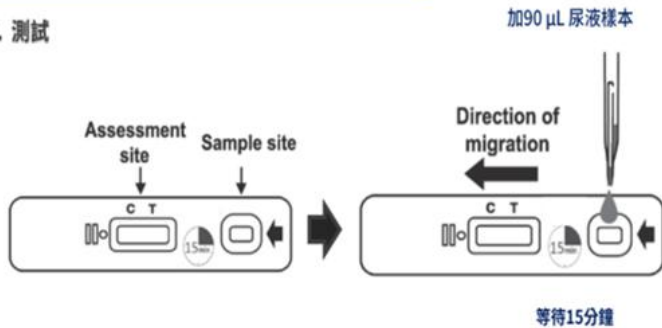 測試
加90 μL 尿液樣本
Assessment
site
Sample site
C T
15min
Direction of
migration
C T
15min
等待15分鐘